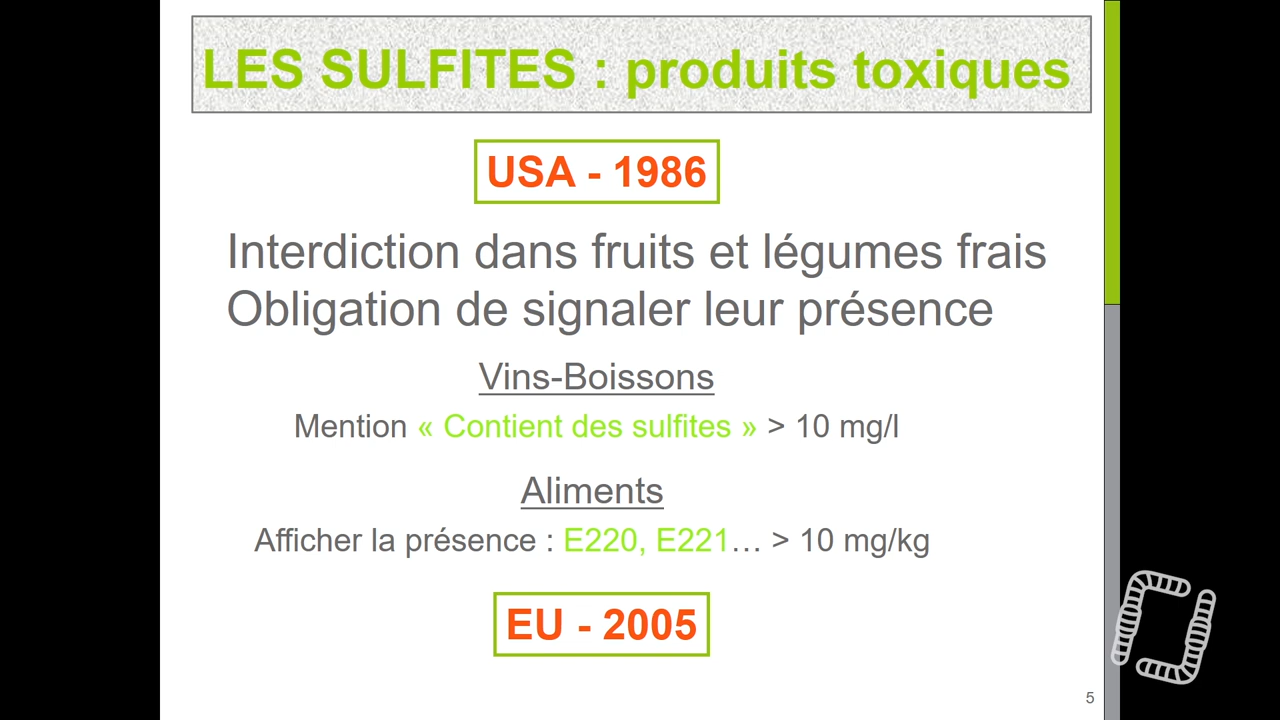 LES SULFITES : produits toxiques
USA - 1986
Interdiction dans fruits et légumes frais
Obligation de signaler leur présence
Vins-Boissons
Mention « Contient des sulfites » > 10 mg/l
Aliments
Afficher la présence : E220, E221… > 10 mg/kg
EU - 2005
5